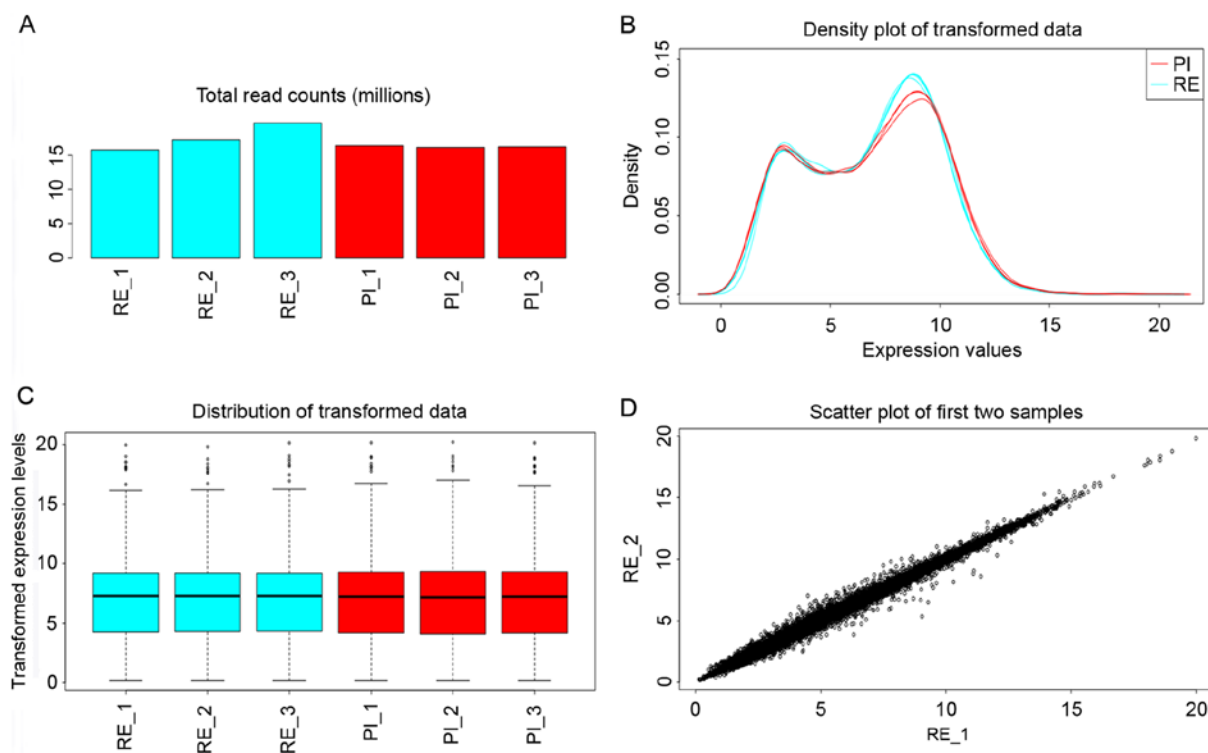 A
Total read counts (millions)
15
10
5
0
RE_1
RE_2
RE_3
PI_1
PI_2
PI_3
B
Density plot of transformed data
PI
RE
Density
0.15
0.10
0.05
0.00
0
5
10
15
20
Expression values
C
Distribution of transformed data
Transformed expression levels
20
15
10
5
0
RE_1
RE_2
RE_3
PI_1
PI_2
PI_3
D
Scatter plot of first two samples
RE_2
20
15
10
5
0
0
5
10
15
20
RE_1